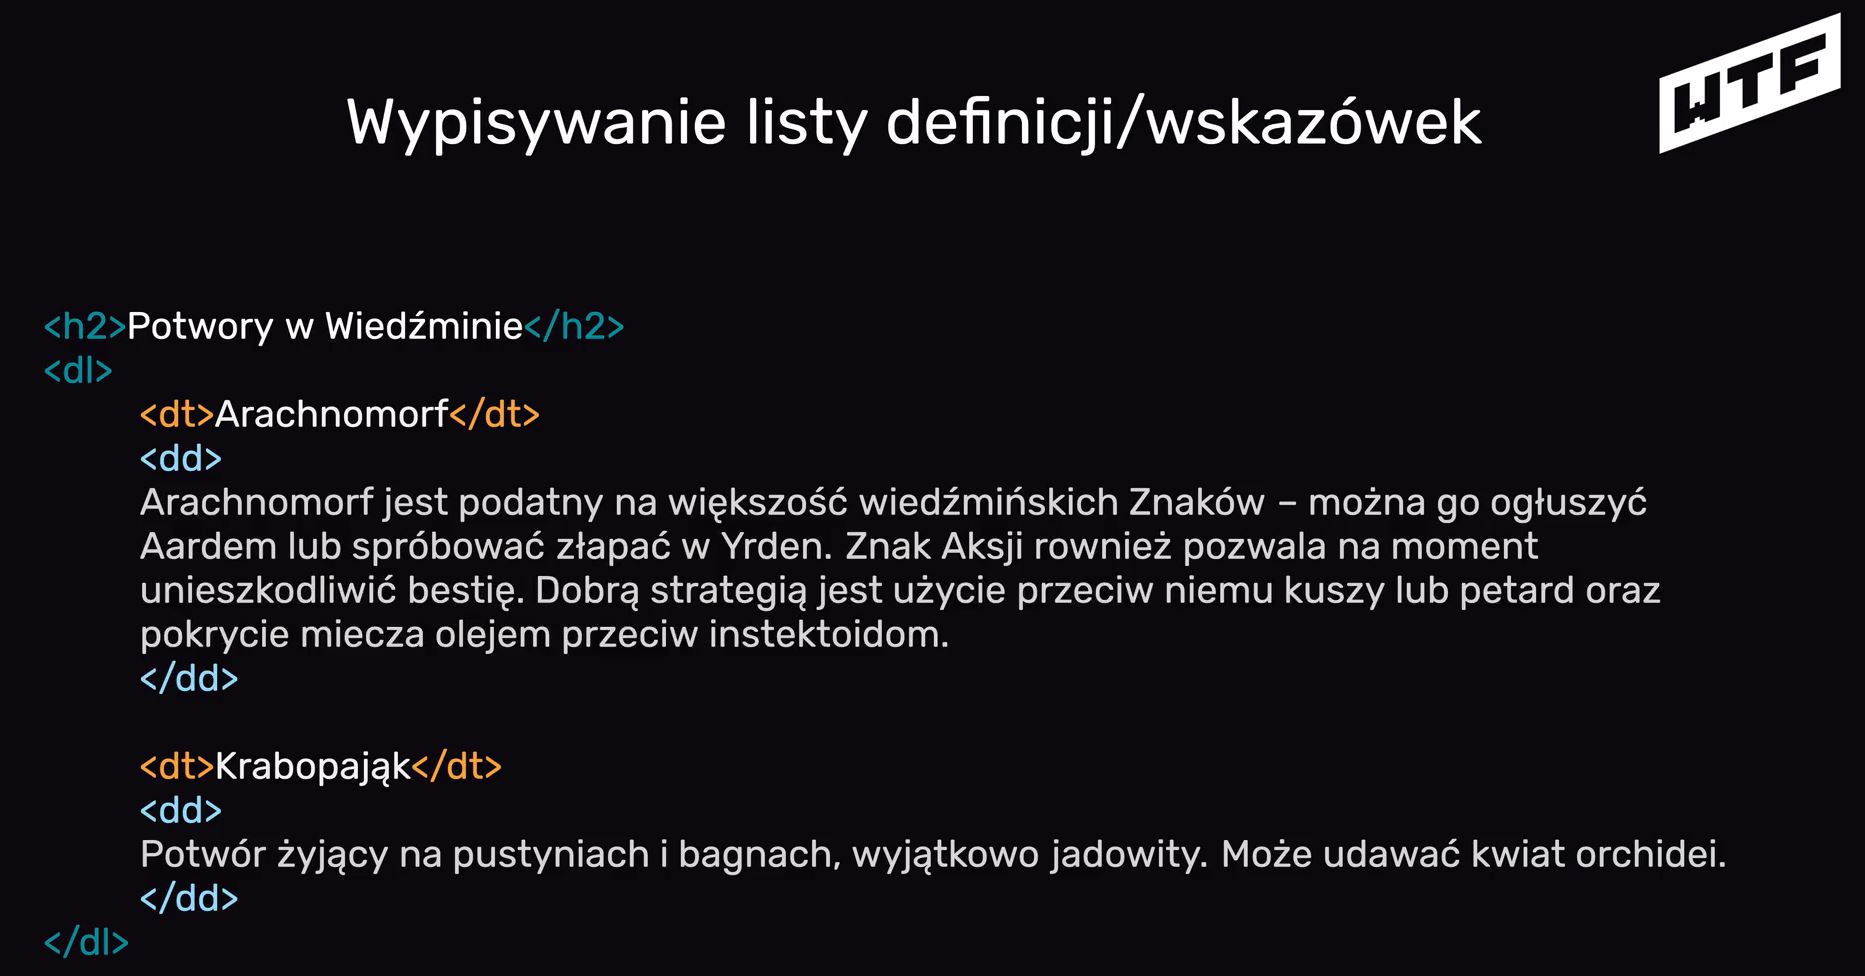 WTF
Wypisywanie listy definicji/wskazówek
<h2>Potwory w Wiedźminie</h2>
<dl>
<dt>Arachnomorf</dt>
<dd>
Arachnomorf jest podatny na większość wiedźmińskich Znaków – można go ogłuszyć
Aardem lub spróbować złapać w Yrden. Znak Aksji rownież pozwala na moment
unieszkodliwić bestię. Dobrą strategią jest użycie przeciw niemu kuszy lub petard oraz
pokrycie miecza olejem przeciw instektoidom.
</dd>
<dt>Krabopająk</dt>
<dd>
Potwór żyjący na pustyniach i bagnach, wyjątkowo jadowity. Może udawać kwiat orchidei.
</dd>
</dl>